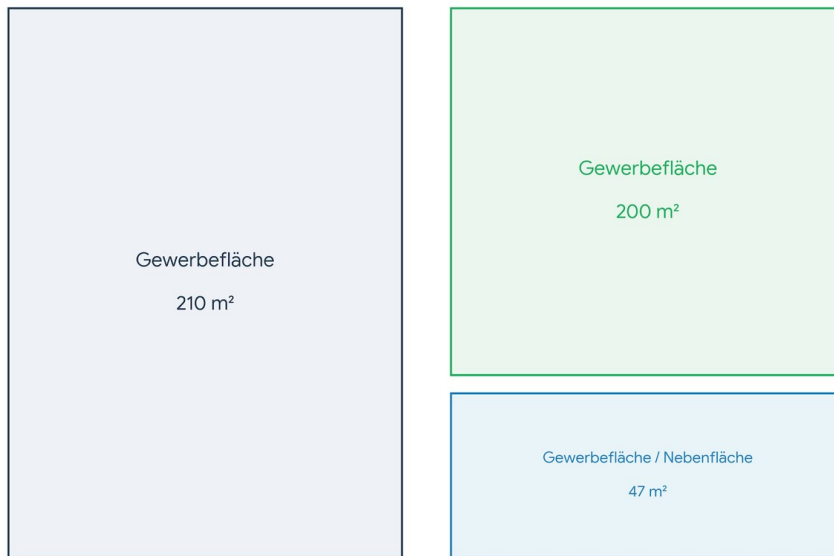 Gewerbefläche
210 m²
Gewerbefläche
200 m²
Gewerbefläche / Nebenfläche
47 m²